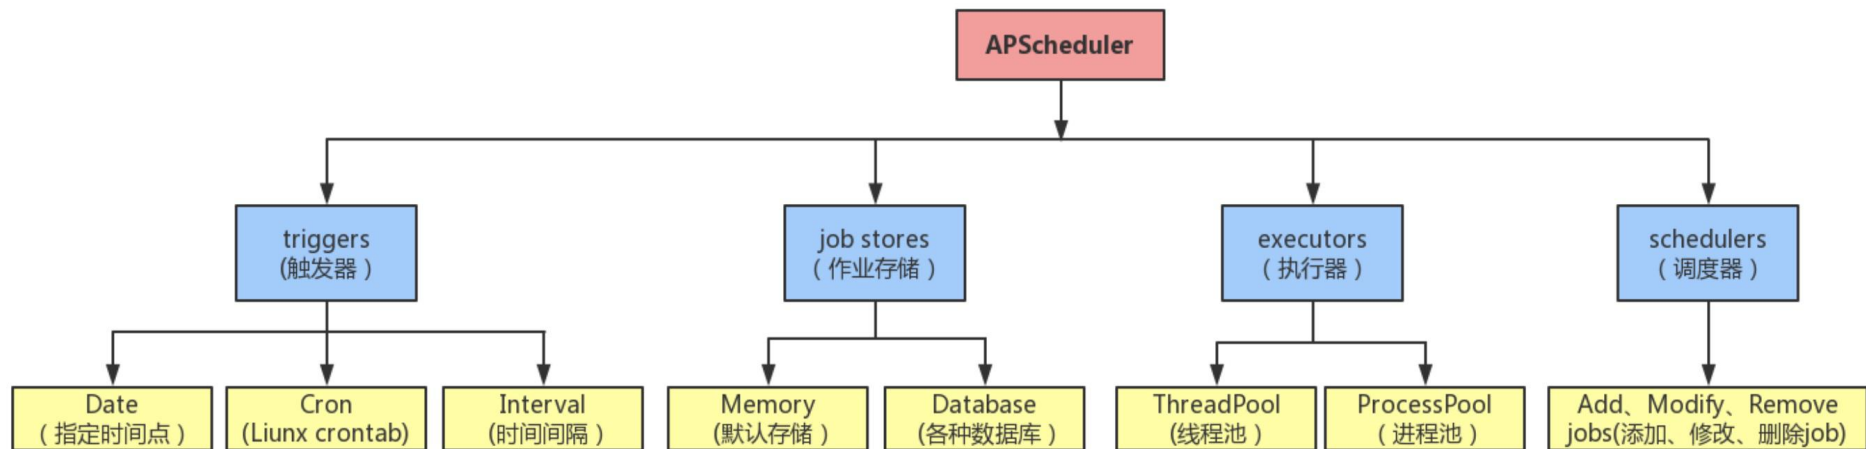 APScheduler
triggers
(触发器）
job stores
（作业存储）
executors
（执行器）
schedulers
（调度器）
Date
（指定时间点）
Cron
(Liunx crontab)
Interval
(时间间隔）
Memory
(默认存储）
Database
(各种数据库）
ThreadPool
(线程池）
ProcessPool
（进程池）
Add、Modify、Remove
jobs(添加、修改、删除job)